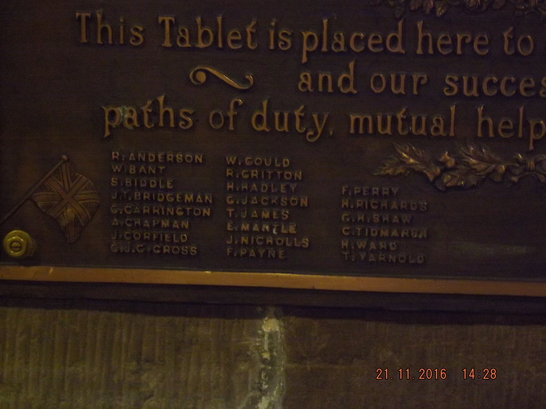 This Tablet is placed here to
and our succes
paths of duty, mutual help
R. ANDERSON
W. BANT
S. BIDDLE
J.T. BRIDGEMAN
G. CARRINGTON
A. CHAPMAN
J. CORFIELD
G.W.C. CROSS
W. GOULD
R. GRITTON
H. HADLEY
G. JACKSON
T. JAMES
E. MANTLE
J. NICHOLLS
F. PAYNE
F. PERRY
H. RICHARDS
G.H. SHAW
C. TIDMARSH
H. WARD
T. YARNOLD
21.11.2016 14:28